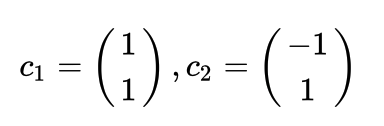 c₁ = (1 1), c₂ = (−1 1)